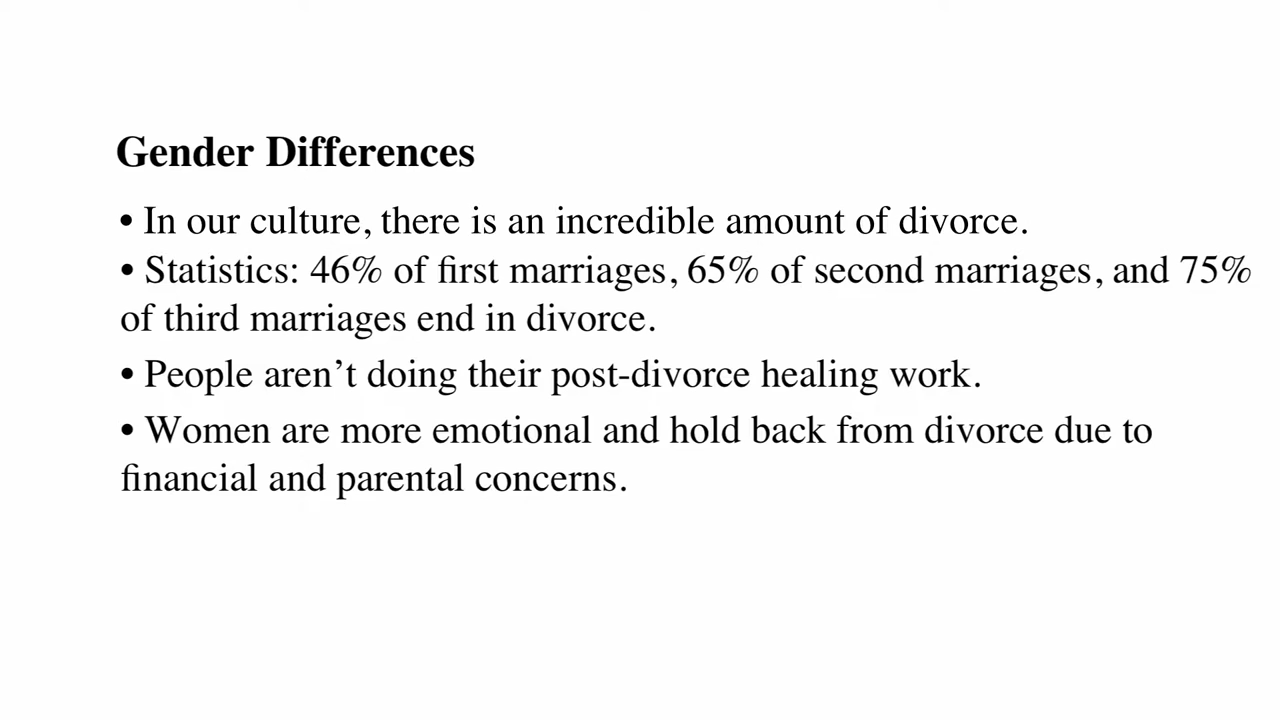 Gender Differences
• In our culture, there is an incredible amount of divorce.
• Statistics: 46% of first marriages, 65% of second marriages, and 75%
of third marriages end in divorce.
• People aren’t doing their post-divorce healing work.
• Women are more emotional and hold back from divorce due to
financial and parental concerns.